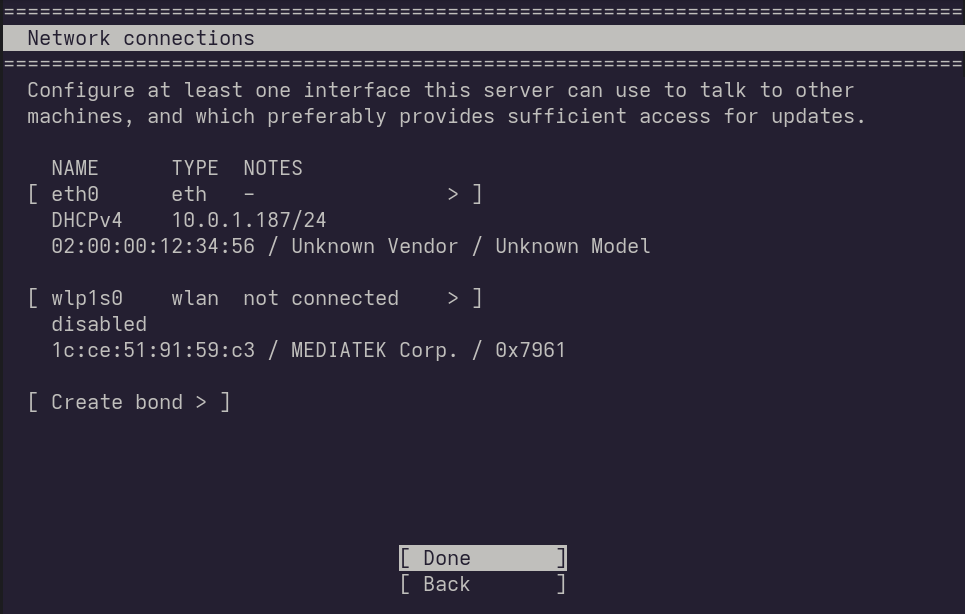 ================================================================================
Network connections
================================================================================
Configure at least one interface this server can use to talk to other
machines, and which preferably provides sufficient access for updates.
NAME      TYPE  NOTES
[ eth0      eth   -                > ]
DHCPv4    10.0.1.187/24
02:00:00:12:34:56 / Unknown Vendor / Unknown Model
[ wlp1s0    wlan  not connected    > ]
disabled
1c:ce:51:91:59:c3 / MEDIATEK Corp. / 0x7961
[ Create bond > ]
[ Done       ]
[ Back       ]